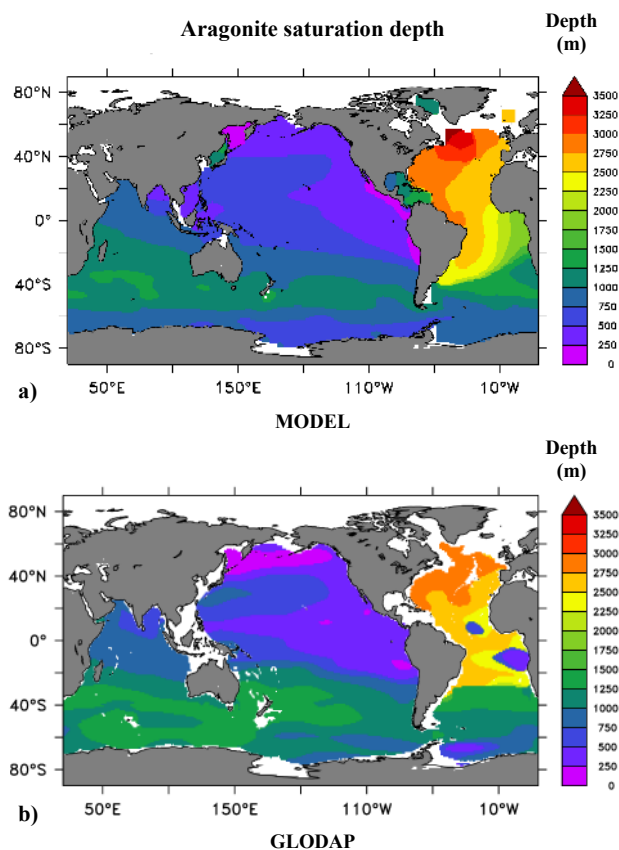 Aragonite saturation depth
Depth
(m)
80°N
40°N
0°
40°S
80°S
50°E 150°E 110°W 10°W
3500
3250
3000
2750
2500
2250
2000
1750
1500
1250
1000
750
500
250
0
a)
MODEL
Depth
(m)
80°N
40°N
0°
40°S
80°S
50°E 150°E 110°W 10°W
3500
3250
3000
2750
2500
2250
2000
1750
1500
1250
1000
750
500
250
0
b)
GLODAP